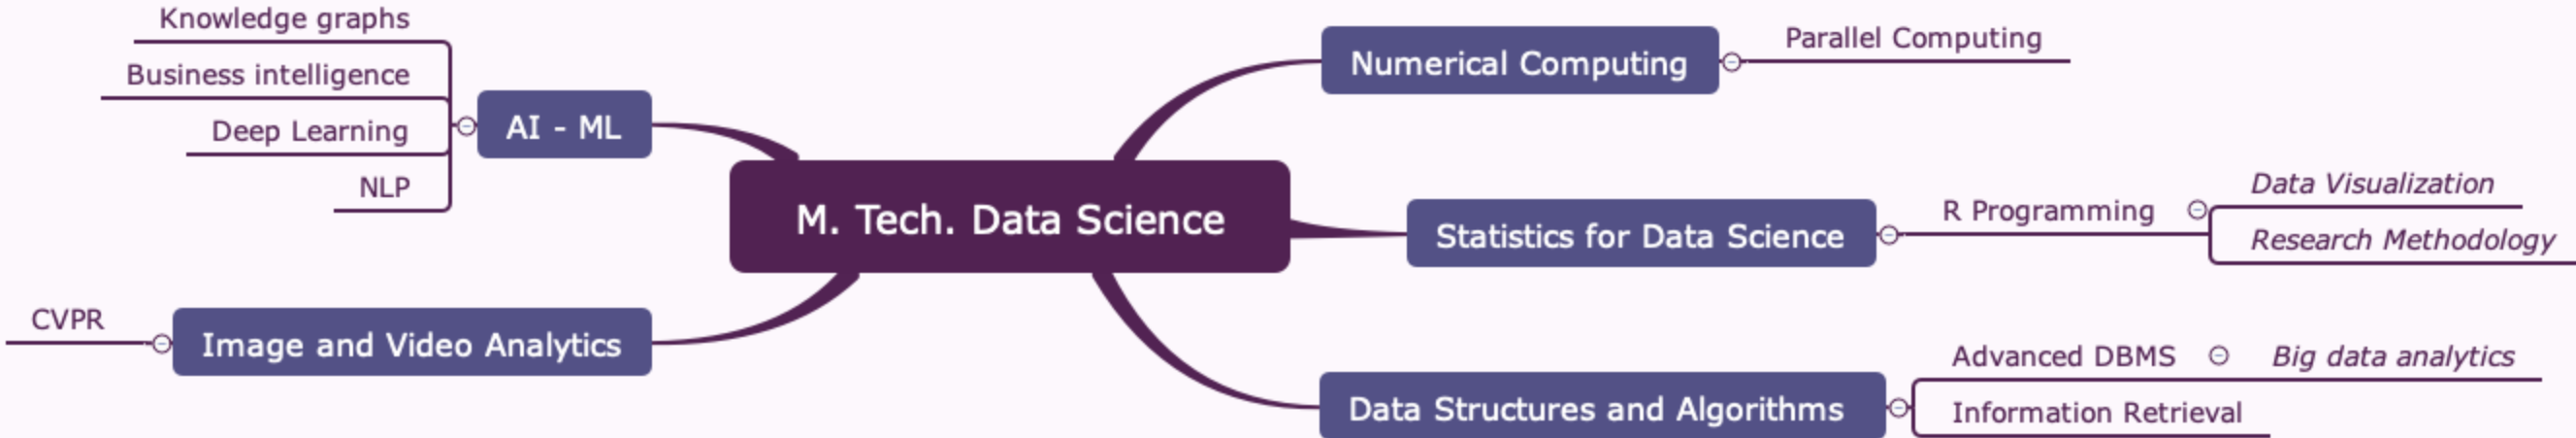 Knowledge graphs
Business intelligence
Deep Learning
NLP
AI - ML
CVPR
Image and Video Analytics
M. Tech. Data Science
Numerical Computing
Parallel Computing
Statistics for Data Science
R Programming
Data Visualization
Research Methodology
Data Structures and Algorithms
Advanced DBMS
Big data analytics
Information Retrieval